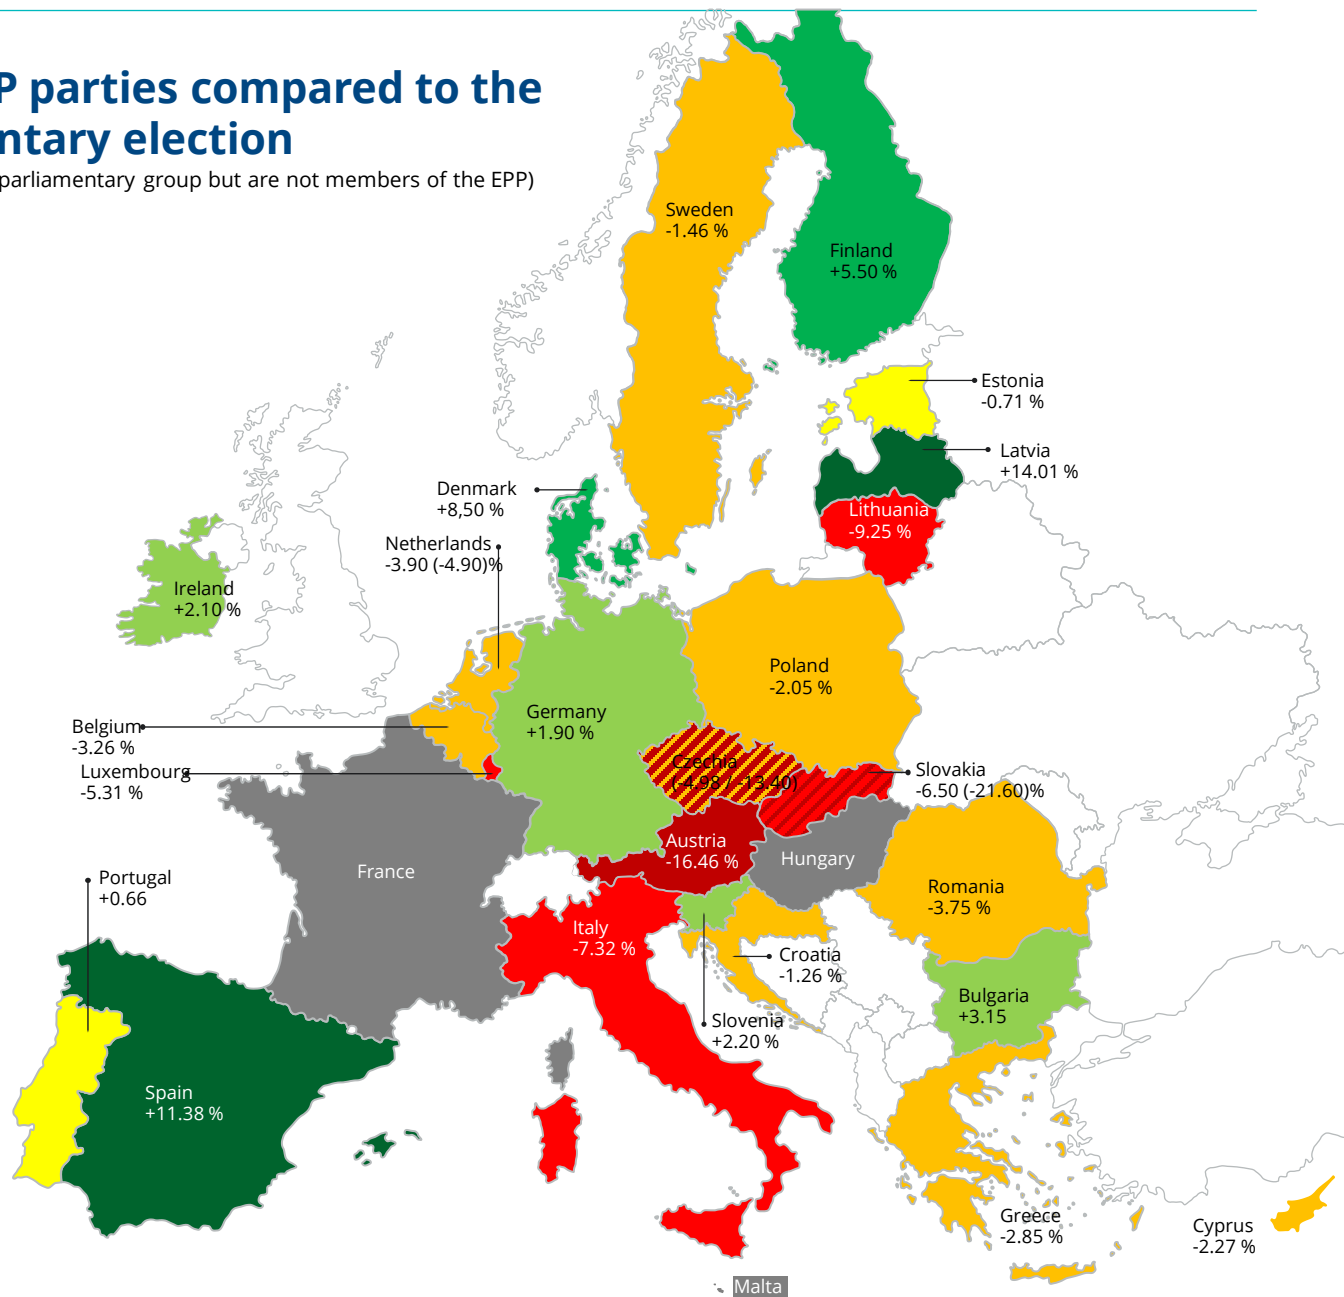 P parties compared to the
ntary election
parliamentary group but are not members of the EPP)
Sweden
-1.46 %
Finland
+5.50 %
Estonia
-0.71 %
Latvia
+14.01 %
Lithuania
-9.25 %
Denmark
+8,50 %
Netherlands
-3.90 (-4.90)%
Ireland
+2.10 %
Poland
-2.05 %
Germany
+1.90 %
Belgium
-3.26 %
Luxembourg
-5.31 %
Czechia
(-4.98 / -13.40)
Slovakia
-6.50 (-21.60)%
Austria
-16.46 %
Hungary
France
Portugal
+0.66
Romania
-3.75 %
Italy
-7.32 %
Croatia
-1.26 %
Bulgaria
+3.15
Slovenia
+2.20 %
Spain
+11.38 %
Greece
-2.85 %
Cyprus
-2.27 %
Malta